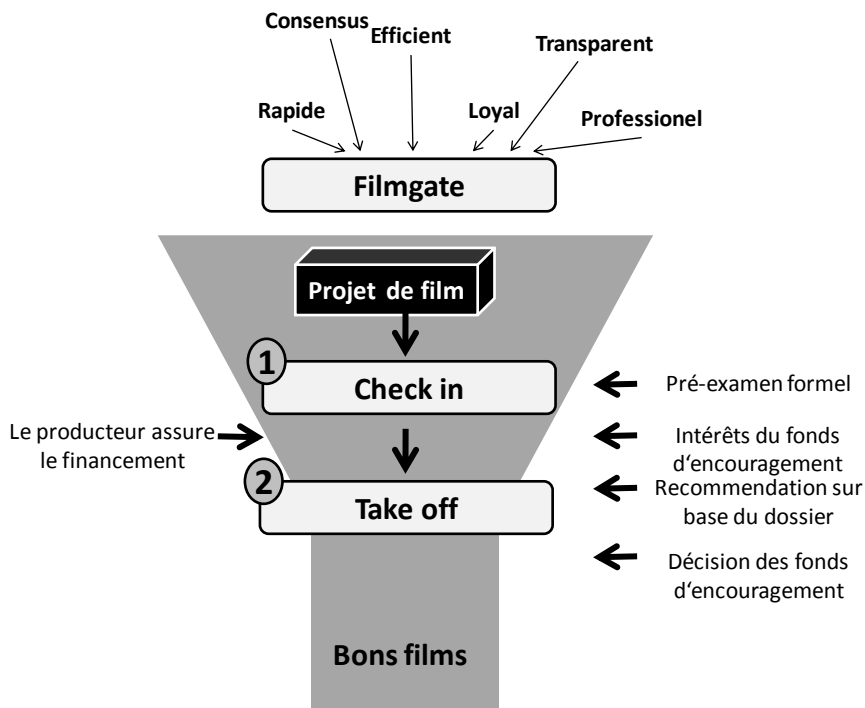 Consensus
Efficient
Transparent
Rapide
Loyal
Professionel
Filmgate
Projet de film
1
Check in
Pré-examen formel
Le producteur assure
le financement
Intérêts du fonds
d‘encouragement
2
Take off
Recommendation sur
base du dossier
Décision des fonds
d‘encouragement
Bons films